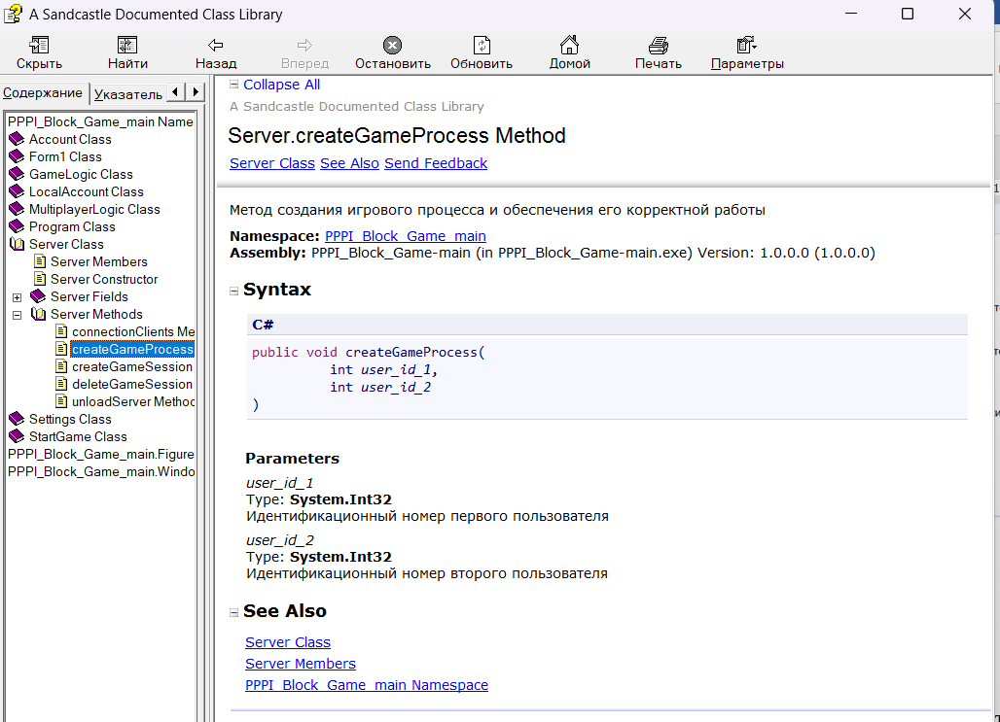 A Sandcastle Documented Class Library
Скрыть Найти Назад Вперед Остановить Обновить Домой Печать Параметры
Содержание Указатель
PPPI_Block_Game_main Name
Account Class
Form1 Class
GameLogic Class
LocalAccount Class
MultiplayerLogic Class
Program Class
Server Class
Server Members
Server Constructor
Server Fields
Server Methods
connectionClients Me
createGameProcess
createGameSession
deleteGameSession
unloadServer Method
Settings Class
StartGame Class
PPPI_Block_Game_main.Figure
PPPI_Block_Game_main.Windo
Collapse All
A Sandcastle Documented Class Library
Server.createGameProcess Method
Server Class See Also Send Feedback
Метод создания игрового процесса и обеспечения его корректной работы
Namespace: PPPI_Block_Game_main
Assembly: PPPI_Block_Game-main (in PPPI_Block_Game-main.exe) Version: 1.0.0.0 (1.0.0.0)
Syntax
C#
public void createGameProcess(
int user_id_1,
int user_id_2
)
Parameters
user_id_1
Type: System.Int32
Идентификационный номер первого пользователя
user_id_2
Type: System.Int32
Идентификационный номер второго пользователя
See Also
Server Class
Server Members
PPPI_Block_Game_main Namespace